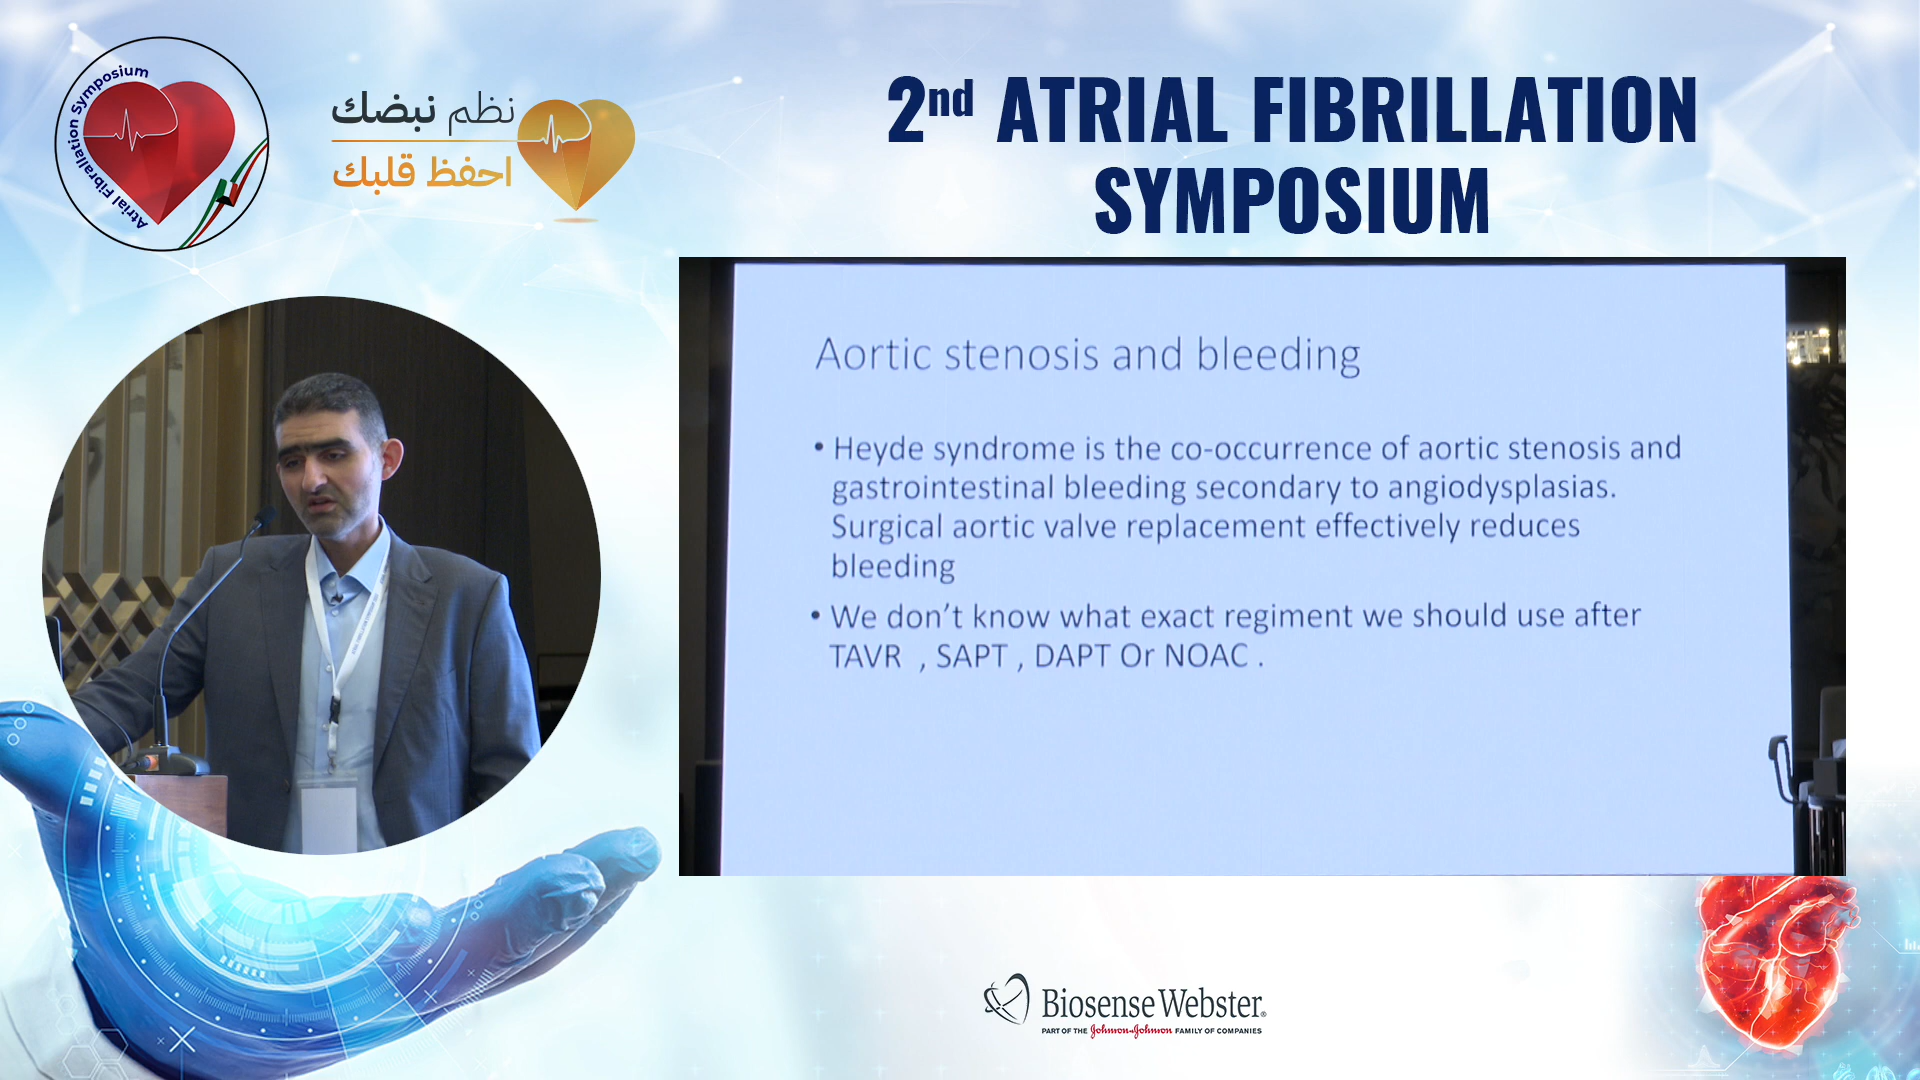 Atrial Fibrallation Symposium
نظم نبضك
احفظ قلبك
2nd ATRIAL FIBRILLATION
SYMPOSIUM
Aortic stenosis and bleeding
• Heyde syndrome is the co-occurrence of aortic stenosis and
gastrointestinal bleeding secondary to angiodysplasias.
Surgical aortic valve replacement effectively reduces
bleeding
• We don't know what exact regiment we should use after
TAVR , SAPT , DAPT Or NOAC .
Biosense Webster®
PART OF THE Johnson&Johnson FAMILY OF COMPANIES